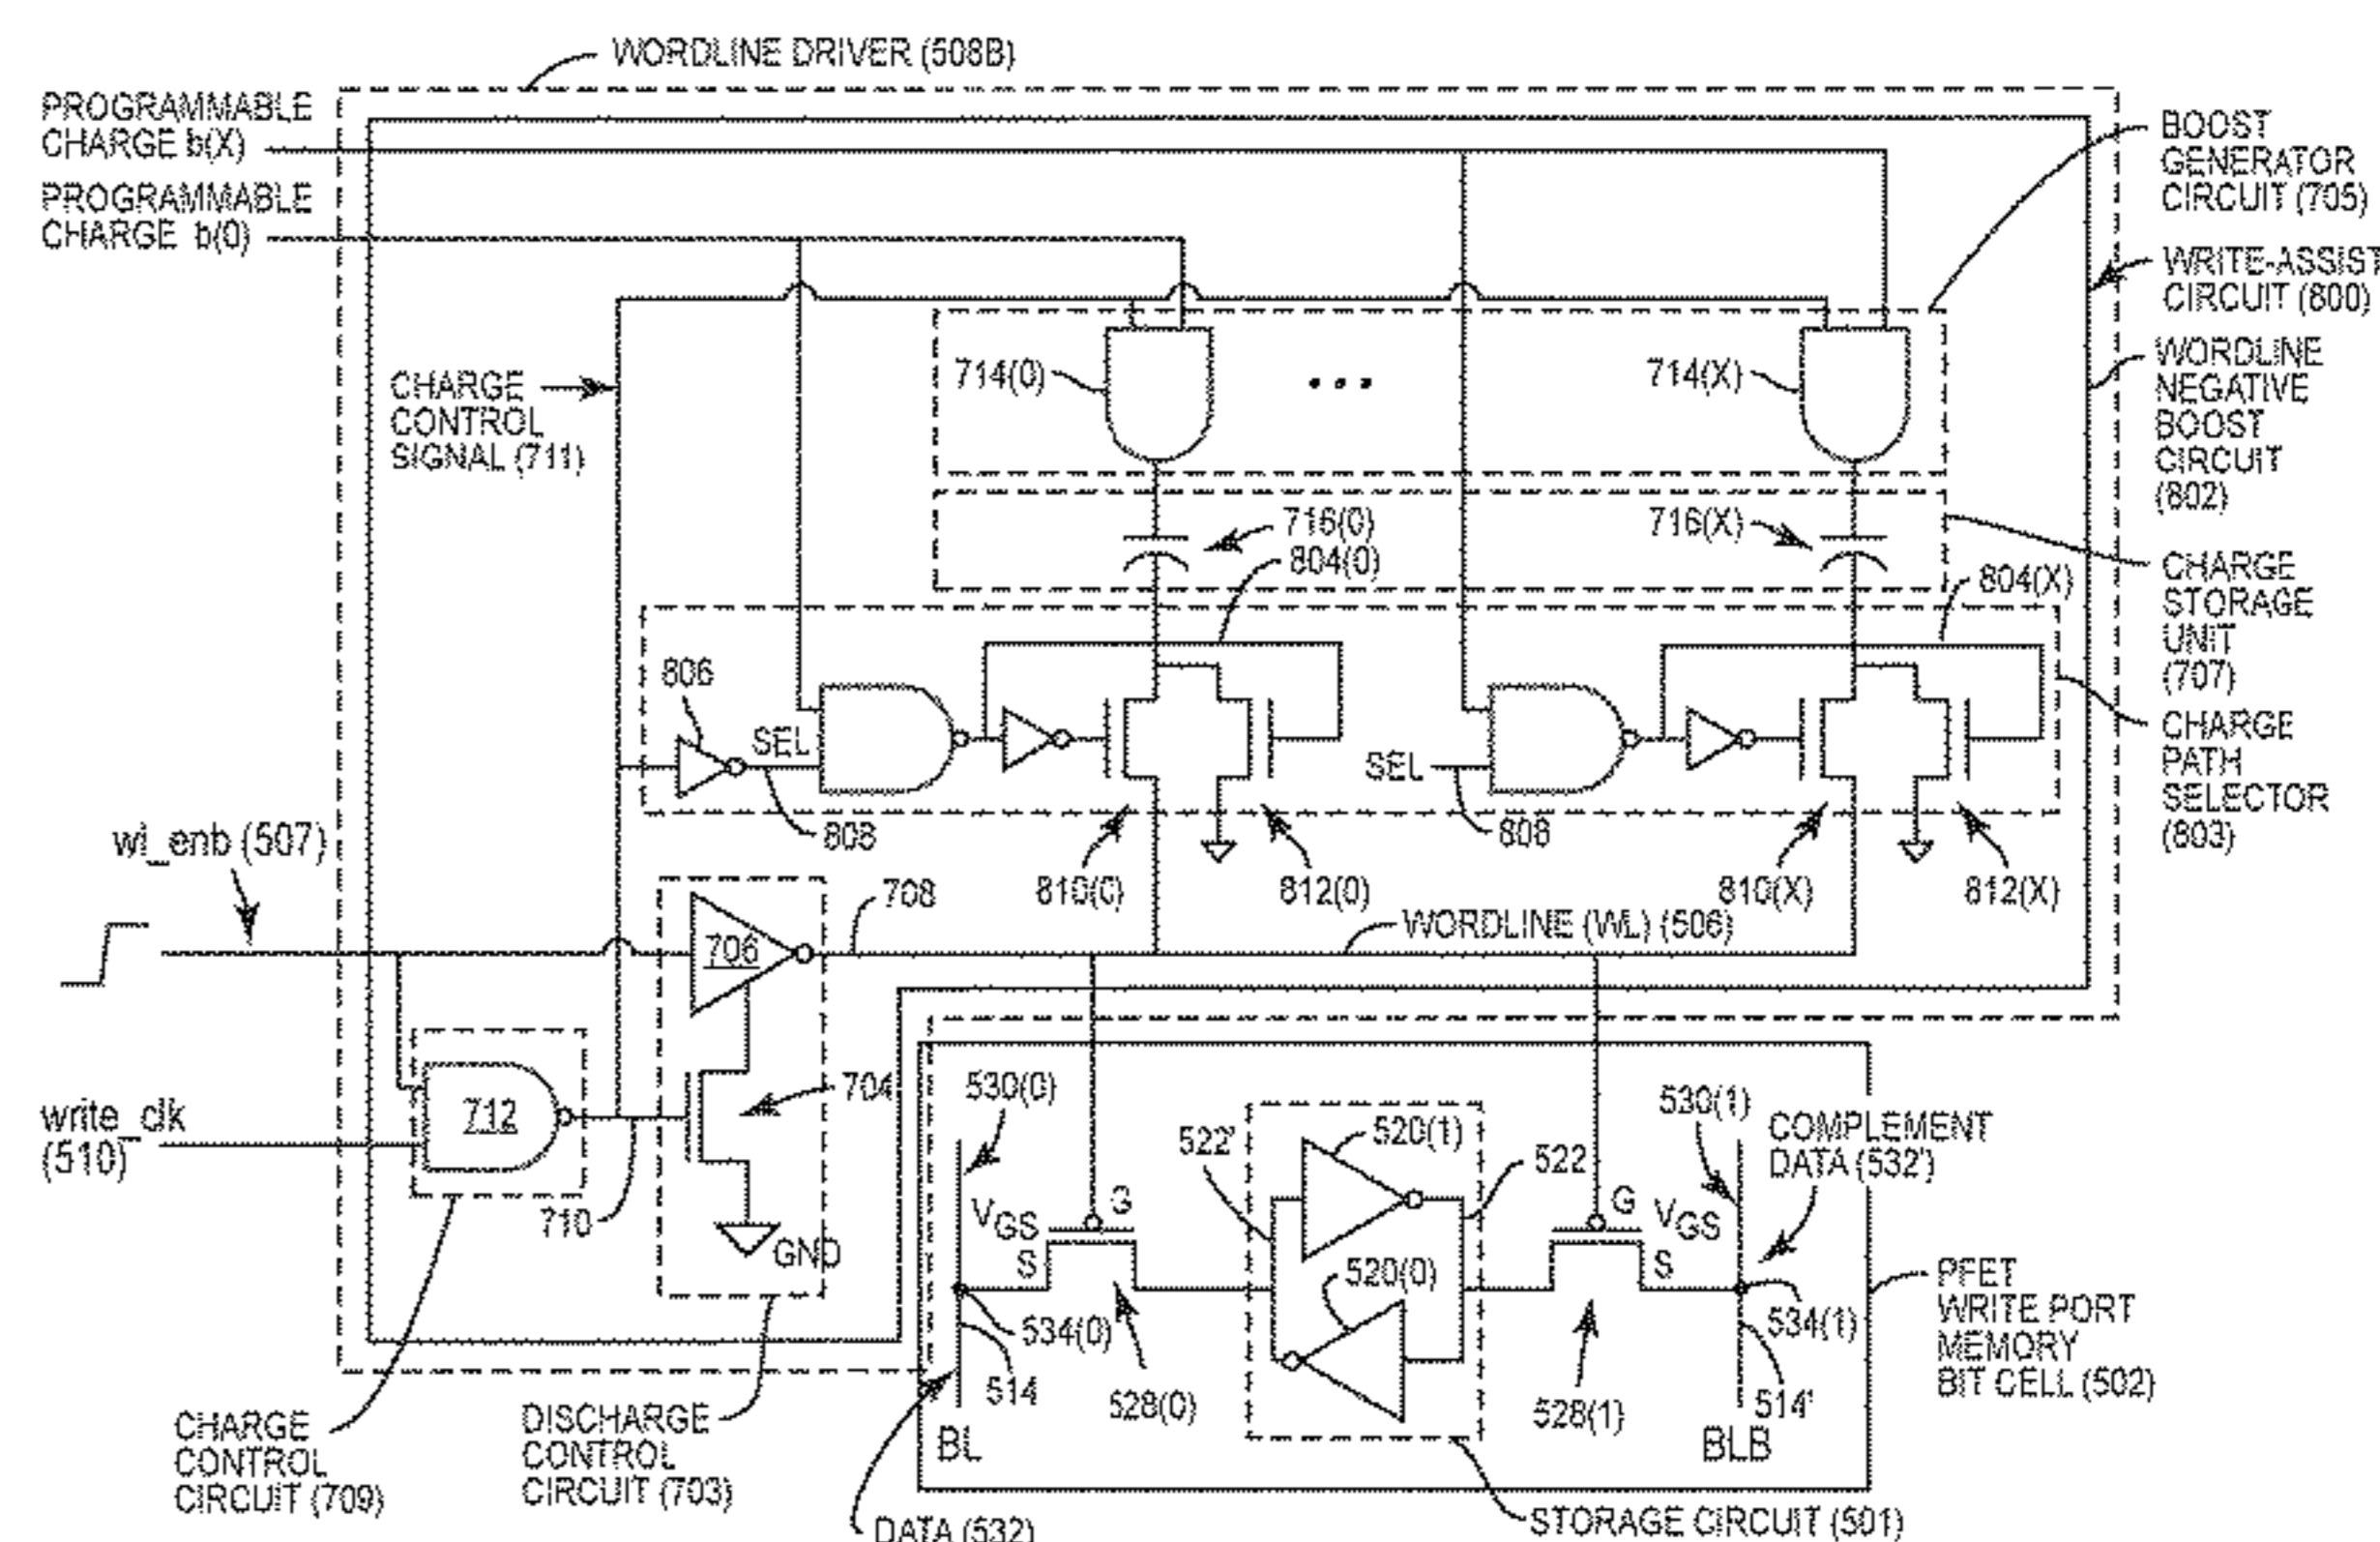 WORDLINE DRIVER (508B)
PROGRAMMABLE
CHARGE b(X)
PROGRAMMABLE
CHARGE b(0)
BOOST
GENERATOR
CIRCUIT (705)
WRITE-ASSIST
CIRCUIT (800)
WORDLINE
NEGATIVE
BOOST
CIRCUIT
(802)
CHARGE
CONTROL
SIGNAL (711)
714(0)
714(X)
716(0)
716(X)
804(0)
804(X)
CHARGE
STORAGE
UNIT
(707)
CHARGE
PATH
SELECTOR
(803)
806
SEL
SEL
808
808
810(0)
812(0)
810(X)
812(X)
wl_enb (507)
706
708
WORDLINE (WL) (506)
write_clk
(510)
712
710
704
GND
530(0)
VGS
G
S
522'
520(1)
520(0)
522
530(1)
COMPLEMENT
DATA (532')
G
VGS
S
534(0)
534(1)
514
514'
528(0)
528(1)
BL
BLB
PFET
WRITE PORT
MEMORY
BIT CELL (502)
CHARGE
CONTROL
CIRCUIT (709)
DISCHARGE
CONTROL
CIRCUIT (703)
DATA (532)
STORAGE CIRCUIT (501)